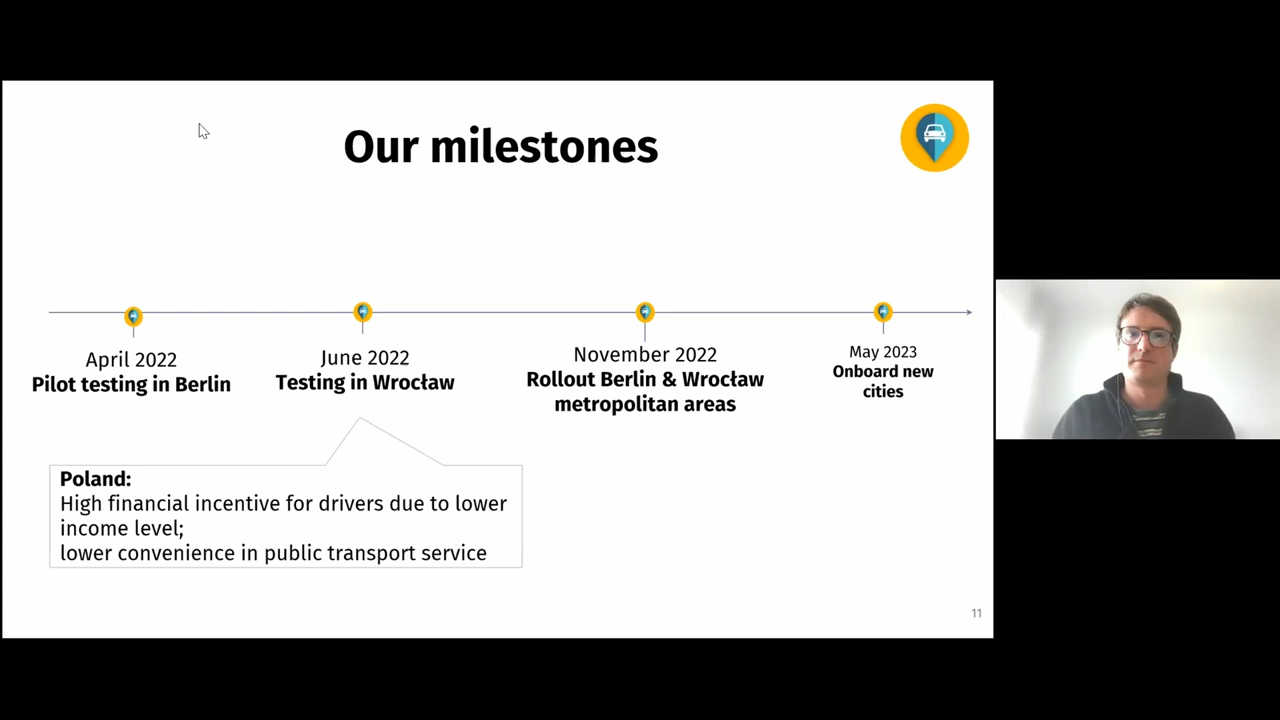 Our milestones
April 2022
Pilot testing in Berlin
June 2022
Testing in Wrocław
November 2022
Rollout Berlin & Wrocław
metropolitan areas
May 2023
Onboard new
cities
Poland:
High financial incentive for drivers due to lower
income level;
lower convenience in public transport service
11